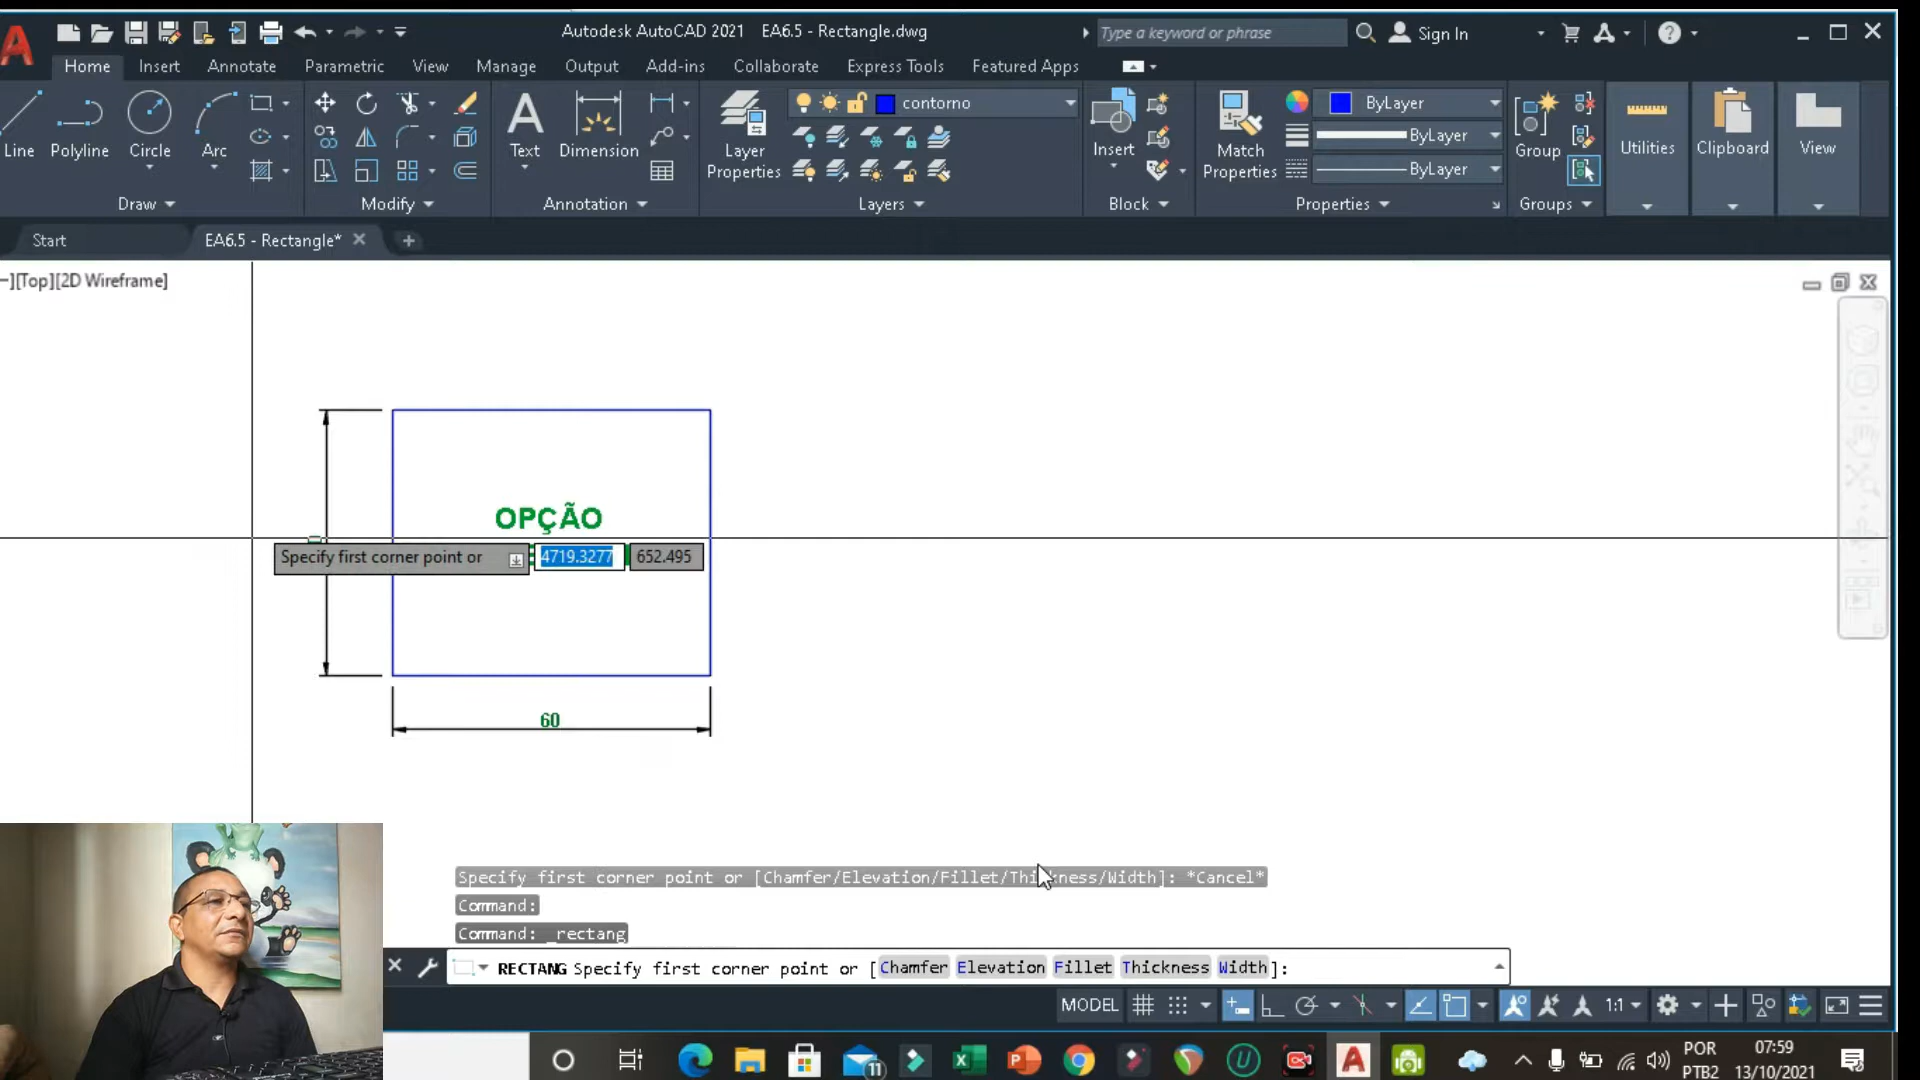 Autodesk AutoCAD 2021 EA6.5 - Rectangle.dwg
Type a keyword or phrase
Sign In
Home Insert Annotate Parametric View Manage Output Add-ins Collaborate Express Tools Featured Apps
contorno
ByLayer
ByLayer
ByLayer
Line Polyline Circle Arc
Text Dimension
Layer Properties
Insert
Match Properties
Group
Utilities
Clipboard
View
Draw Modify Annotation Layers Block Properties Groups
Start EA6.5 - Rectangle*
−][Top][2D Wireframe]
OPÇÃO
Specify first corner point or 4719.3277 652.495
60
Specify first corner point or [Chamfer/Elevation/Fillet/Thickness/Width]: *Cancel*
Command:
Command: _rectang
RECTANG Specify first corner point or [Chamfer Elevation Fillet Thickness Width]:
MODEL 1:1
11
POR
PTB2
07:59
13/10/2021